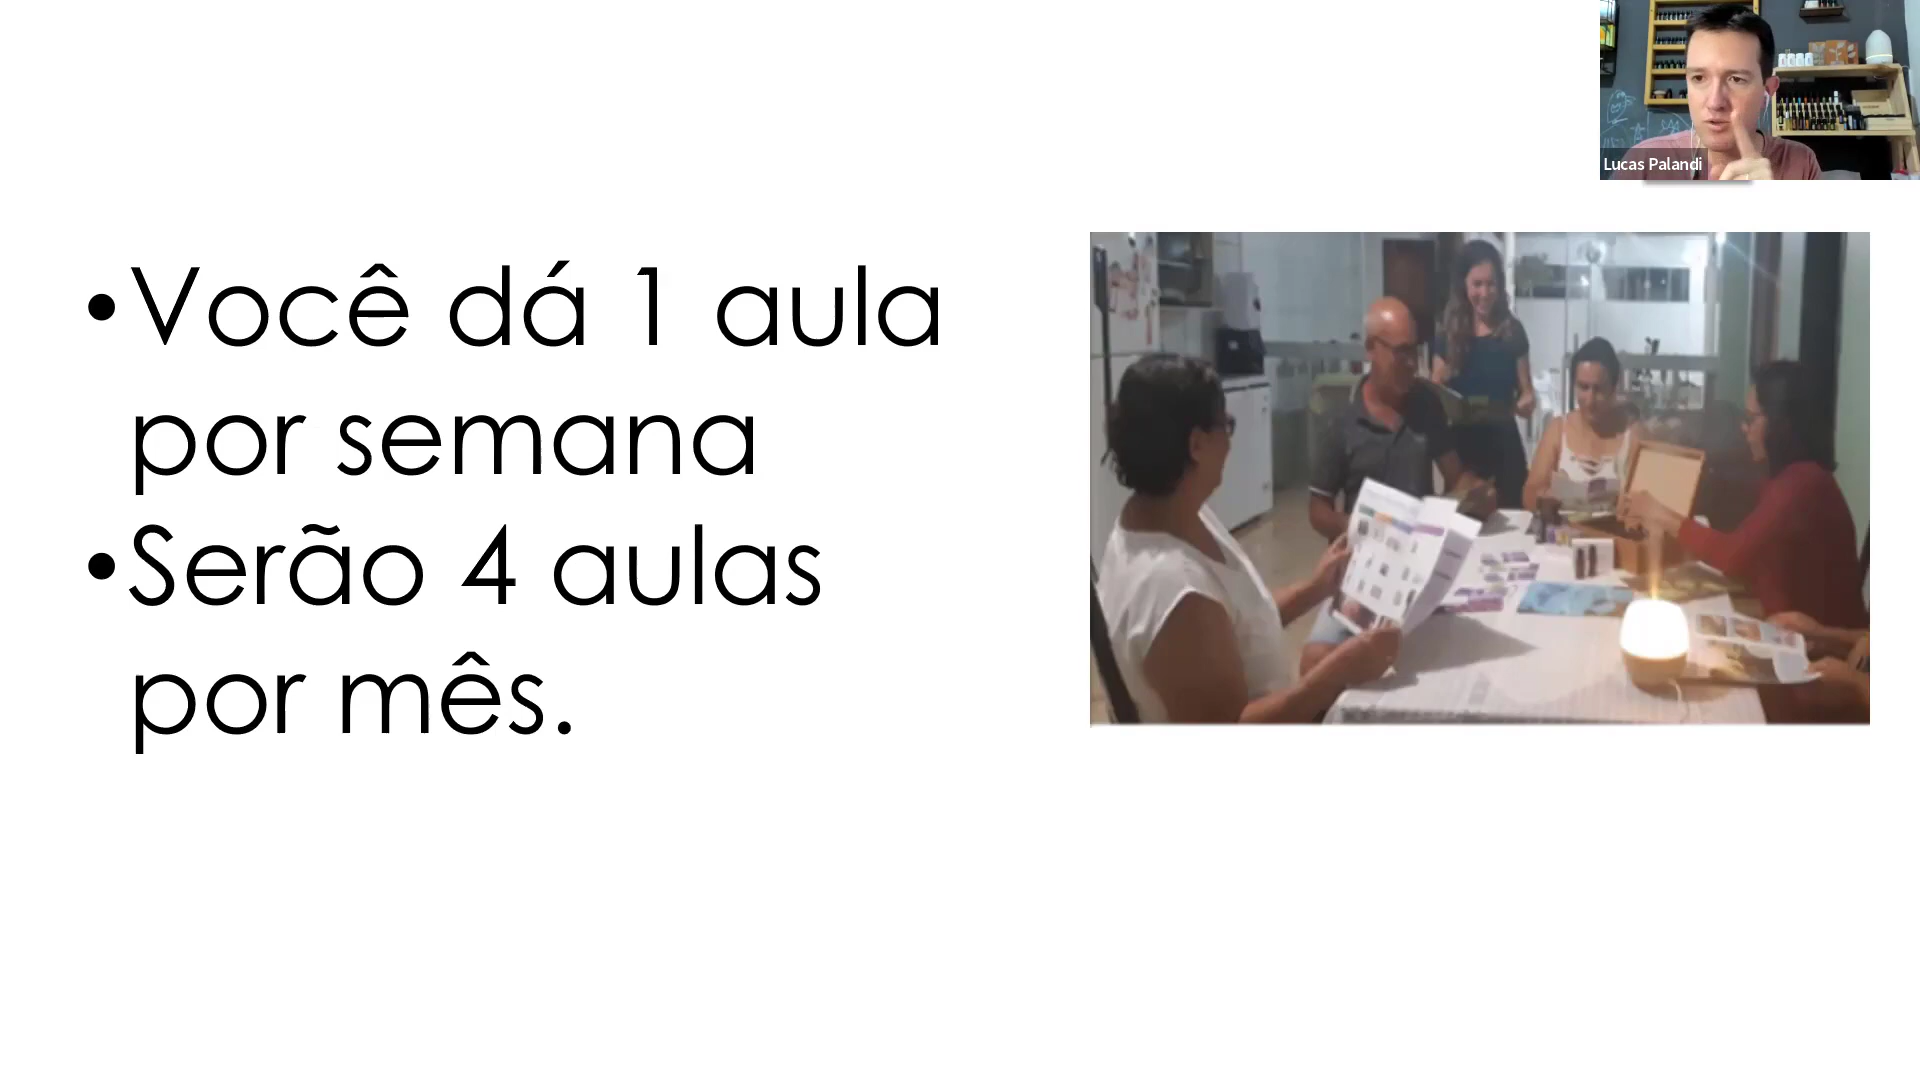 Lucas Palandi
•Você dá 1 aula
por semana
•Serão 4 aulas
por mês.